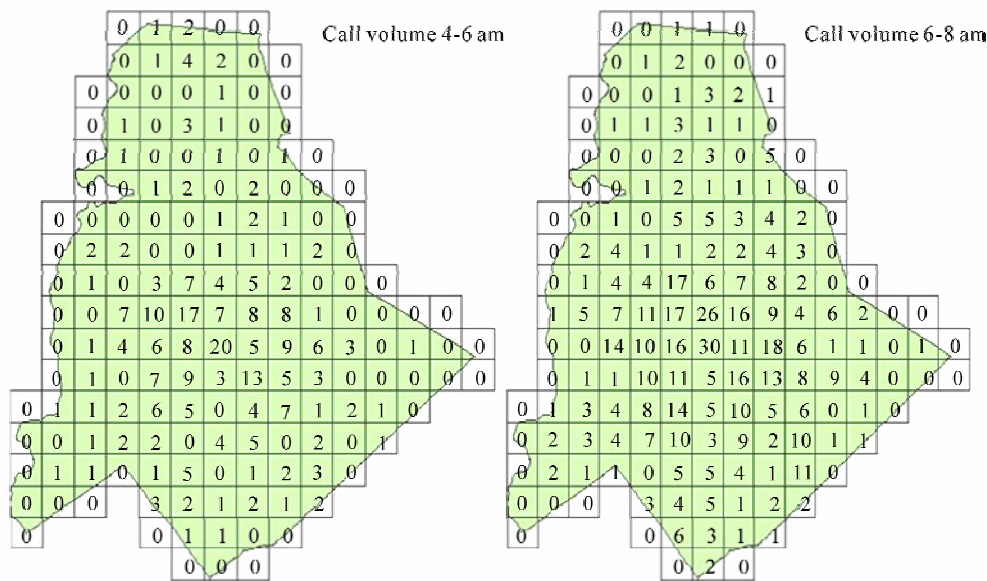 Call volume 4-6 am
0 1 2 0 0
0 1 4 2 0 0
0 0 0 0 1 0 0
0 1 0 3 1 0 0
0 1 0 0 1 0 1 0
0 0 1 2 0 2 0 0 0
0 0 0 0 0 1 2 1 0 0
0 2 2 0 0 1 1 1 2 0
0 1 0 3 7 4 5 2 0 0 0
0 0 7 10 17 7 8 8 1 0 0 0 0
0 1 4 6 8 20 5 9 6 3 0 1 0 0
0 1 0 7 9 3 13 5 3 0 0 0 0 0
0 1 1 2 6 5 0 4 7 1 2 1 0
0 0 1 2 2 0 4 5 0 2 0 1
0 1 1 0 1 5 0 1 2 3 0
0 0 0 3 2 1 2 1 2
0 0 1 1 0 0
0 0 0
Call volume 6-8 am
0 0 1 1 0
0 1 2 0 0 0
0 0 0 1 3 2 1
0 1 1 3 1 1 0
0 0 0 2 3 0 5 0
0 0 1 2 1 1 1 0 0
0 0 1 0 5 5 3 4 2 0
0 2 4 1 1 2 2 4 3 0
0 1 4 4 17 6 7 8 2 0 0
1 5 7 11 17 26 16 9 4 6 2 0 0
0 0 14 10 16 30 11 18 6 1 1 0 1 0
0 1 1 10 11 5 16 13 8 9 4 0 0 0
0 1 3 4 8 14 5 10 5 6 0 1 0
0 2 3 4 7 10 3 9 2 10 1 1
0 2 1 1 0 5 5 4 1 11 0
0 0 0 3 4 5 1 2 2
0 0 6 3 1 1
0 2 0